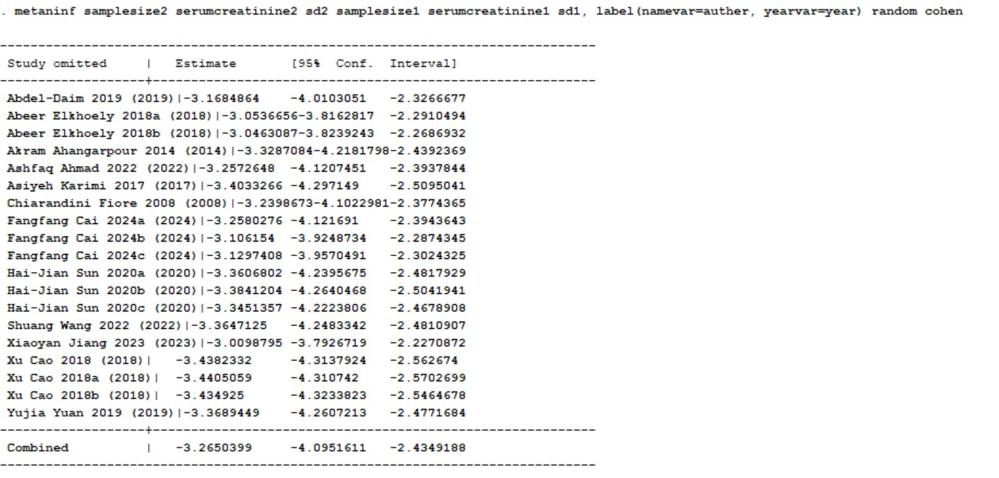 . metaninf samplesize2 serumcreatinine2 sd2 samplesize1 serumcreatinine1 sd1, label(namevar=auther, yearvar=year) random cohen
------------------------------------------------------------------------------
Study omitted | Estimate [95% Conf. Interval]
-------------------+----------------------------------------------------------
Abdel-Daim 2019 (2019)|-3.1684864 -4.0103051 -2.3266677
Abeer Elkhoely 2018a (2018)|-3.0536656-3.8162817 -2.2910494
Abeer Elkhoely 2018b (2018)|-3.0463087-3.8239243 -2.2686932
Akram Ahangarpour 2014 (2014)|-3.3287084-4.2181798-2.4392369
Ashfaq Ahmad 2022 (2022)|-3.2572648 -4.1207451 -2.3937844
Asiyeh Karimi 2017 (2017)|-3.4033266 -4.297149 -2.5095041
Chiarandini Fiore 2008 (2008)|-3.2398673-4.1022981-2.3774365
Fangfang Cai 2024a (2024)|-3.2580276 -4.121691 -2.3943643
Fangfang Cai 2024b (2024)|-3.106154 -3.9248734 -2.2874345
Fangfang Cai 2024c (2024)|-3.1297408 -3.9570491 -2.3024325
Hai-Jian Sun 2020a (2020)|-3.3606802 -4.2395675 -2.4817929
Hai-Jian Sun 2020b (2020)|-3.3841204 -4.2640468 -2.5041941
Hai-Jian Sun 2020c (2020)|-3.3451357 -4.2223806 -2.4678908
Shuang Wang 2022 (2022)|-3.3647125 -4.2483342 -2.4810907
Xiaoyan Jiang 2023 (2023)|-3.0098795 -3.7926719 -2.2270872
Xu Cao 2018 (2018)| -3.4382332 -4.3137924 -2.562674
Xu Cao 2018a (2018)| -3.4405059 -4.310742 -2.5702699
Xu Cao 2018b (2018)| -3.434925 -4.3233823 -2.5464678
Yujia Yuan 2019 (2019)|-3.3689449 -4.2607213 -2.4771684
-------------------+----------------------------------------------------------
Combined | -3.2650399 -4.0951611 -2.4349188
------------------------------------------------------------------------------